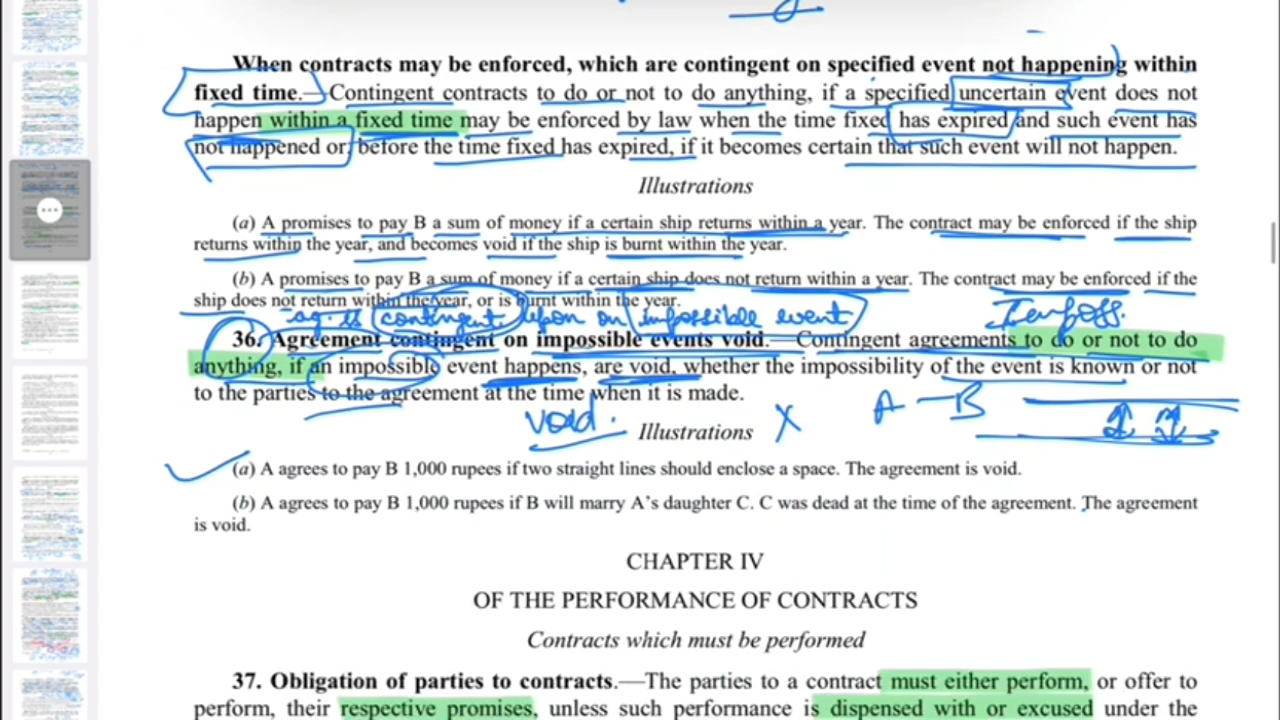 When contracts may be enforced, which are contingent on specified event not happening within
fixed time.—Contingent contracts to do or not to do anything, if a specified uncertain event does not
happen within a fixed time may be enforced by law when the time fixed has expired and such event has
not happened or, before the time fixed has expired, if it becomes certain that such event will not happen.
Illustrations
(a) A promises to pay B a sum of money if a certain ship returns within a year. The contract may be enforced if the ship
returns within the year, and becomes void if the ship is burnt within the year.
(b) A promises to pay B a sum of money if a certain ship does not return within a year. The contract may be enforced if the
ship does not return within the year, or is burnt within the year.
contingent upon on impossible event
36. Agreement contingent on impossible events void.—Contingent agreements to do or not to do
anything, if an impossible event happens, are void, whether the impossibility of the event is known or not
to the parties to the agreement at the time when it is made.
void. A — B
Illustrations X
(a) A agrees to pay B 1,000 rupees if two straight lines should enclose a space. The agreement is void.
(b) A agrees to pay B 1,000 rupees if B will marry A's daughter C. C was dead at the time of the agreement. The agreement
is void.
CHAPTER IV
OF THE PERFORMANCE OF CONTRACTS
Contracts which must be performed
37. Obligation of parties to contracts.—The parties to a contract must either perform, or offer to
perform, their respective promises, unless such performance is dispensed with or excused under the